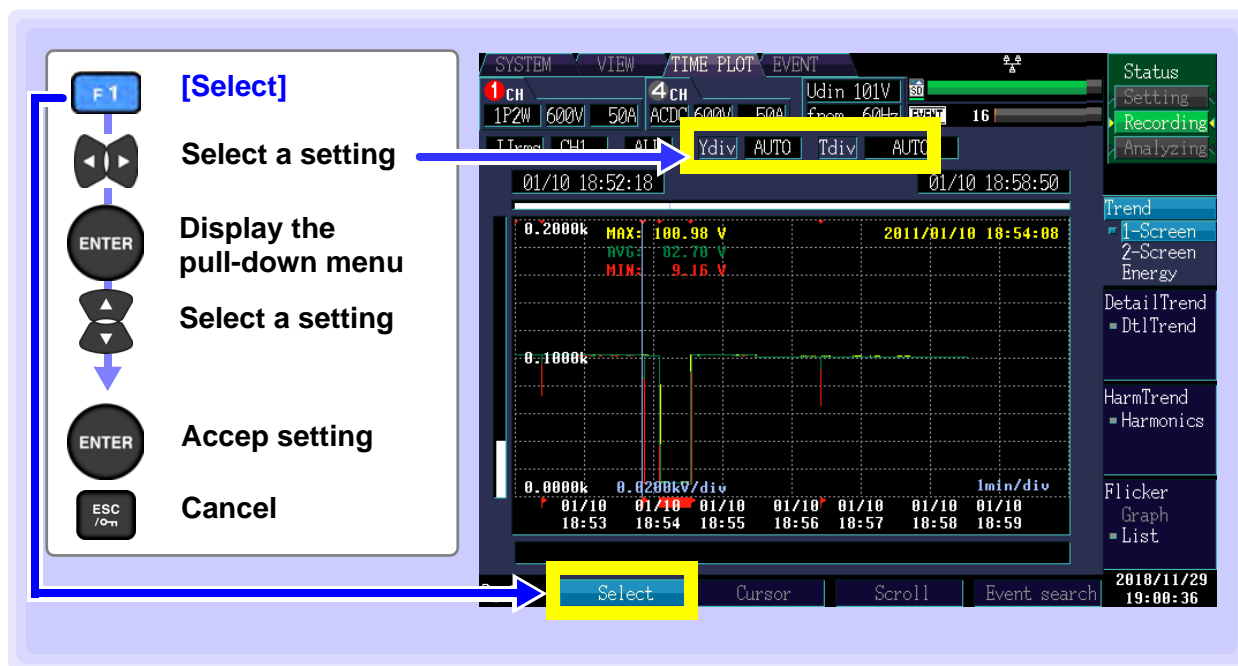 F1
[Select]
Select a setting
ENTER
Display the
pull-down menu
Select a setting
ENTER
Accep setting
ESC
Cancel
SYSTEM VIEW TIME PLOT EVENT
1 CH 4 CH Udin 101V SD
1P2W 600V 50A ACDC 600V 50A 60Hz EVENT 16
CH1 Ydiv AUTO Tdiv AUTO
01/10 18:52:18 01/10 18:58:50
0.2000k MAX: 100.98 V 2011/01/10 18:54:08
AVG: 82.70 V
MIN: 9.16 V
0.1000k
0.0000k 0.0200kV/div 1min/div
01/10 01/10 01/10 01/10 01/10 01/10 01/10
18:53 18:54 18:55 18:56 18:57 18:58 18:59
Select Cursor Scroll Event search
Status
Setting
Recording
Analyzing
Trend
1-Screen
2-Screen
Energy
DetailTrend
DtlTrend
HarmTrend
Harmonics
Flicker
Graph
List
2018/11/29
19:00:36